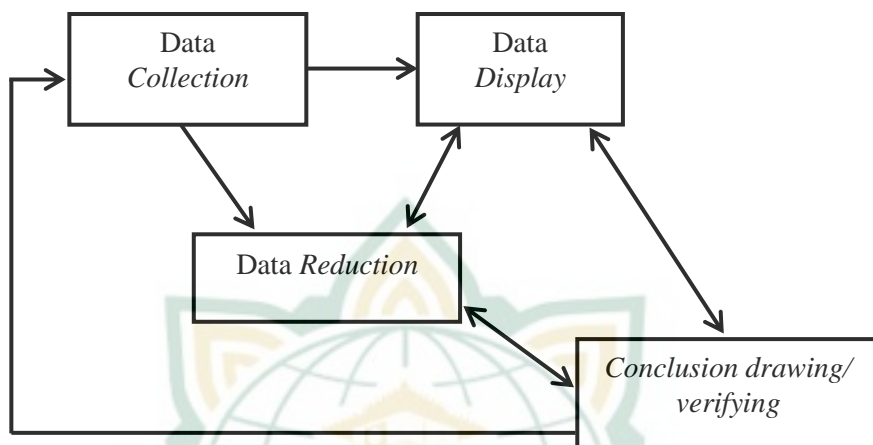 Data
Collection
Data
Display
Data Reduction
Conclusion drawing/
verifying